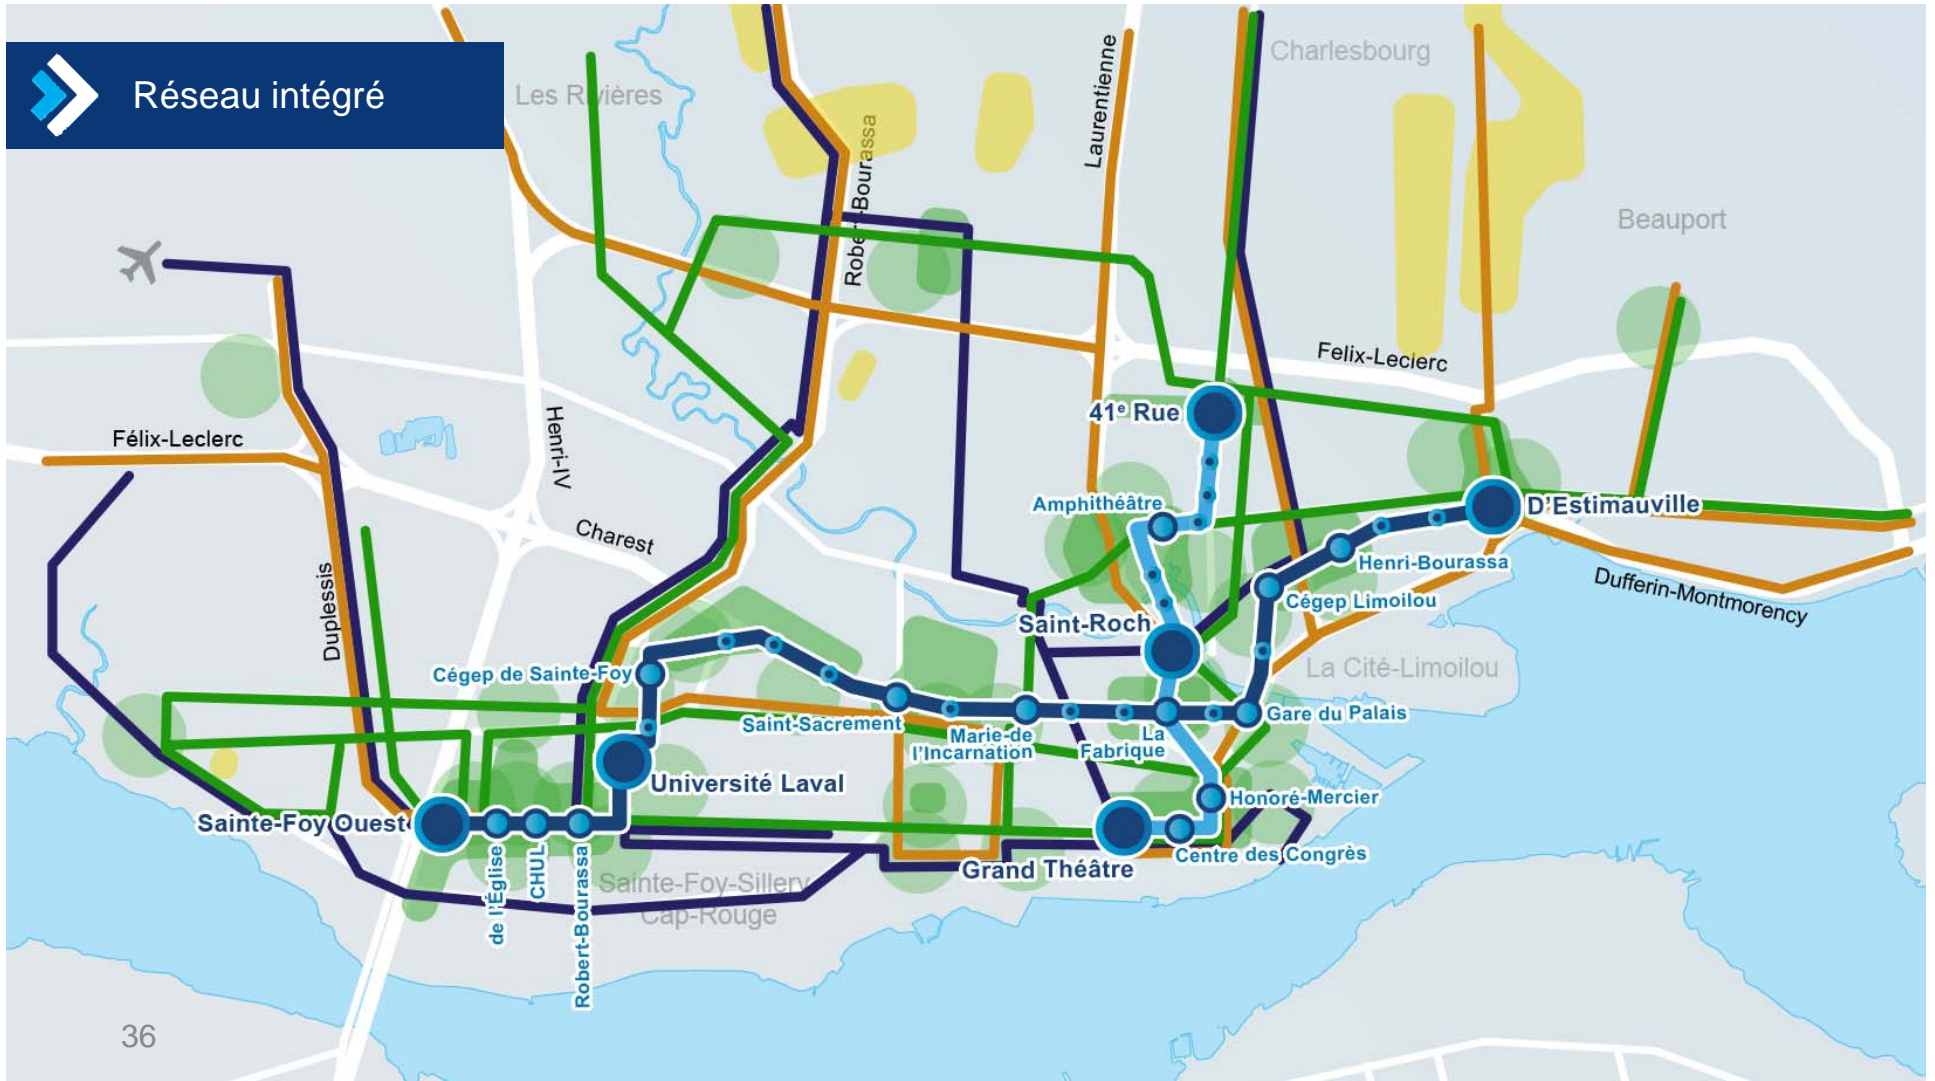 Réseau intégré
Les Rivières
Charlesbourg
Laurentienne
Robert-Bourassa
Beauport
Felix-Leclerc
41e Rue
Félix-Leclerc
Henri-IV
Charest
Amphithéâtre
D'Estimauville
Henri-Bourassa
Dufferin-Montmorency
Cégep Limoilou
Duplessis
Saint-Roch
La Cité-Limoilou
Cégep de Sainte-Foy
Saint-Sacrement
Marie-de
l'Incarnation
La
Fabrique
Gare du Palais
Université Laval
Honoré-Mercier
Sainte-Foy Ouest
Centre des Congrès
Grand Théâtre
de l'Église
CHUL
Robert-Bourassa
Sainte-Foy-Sillery
Cap-Rouge
36